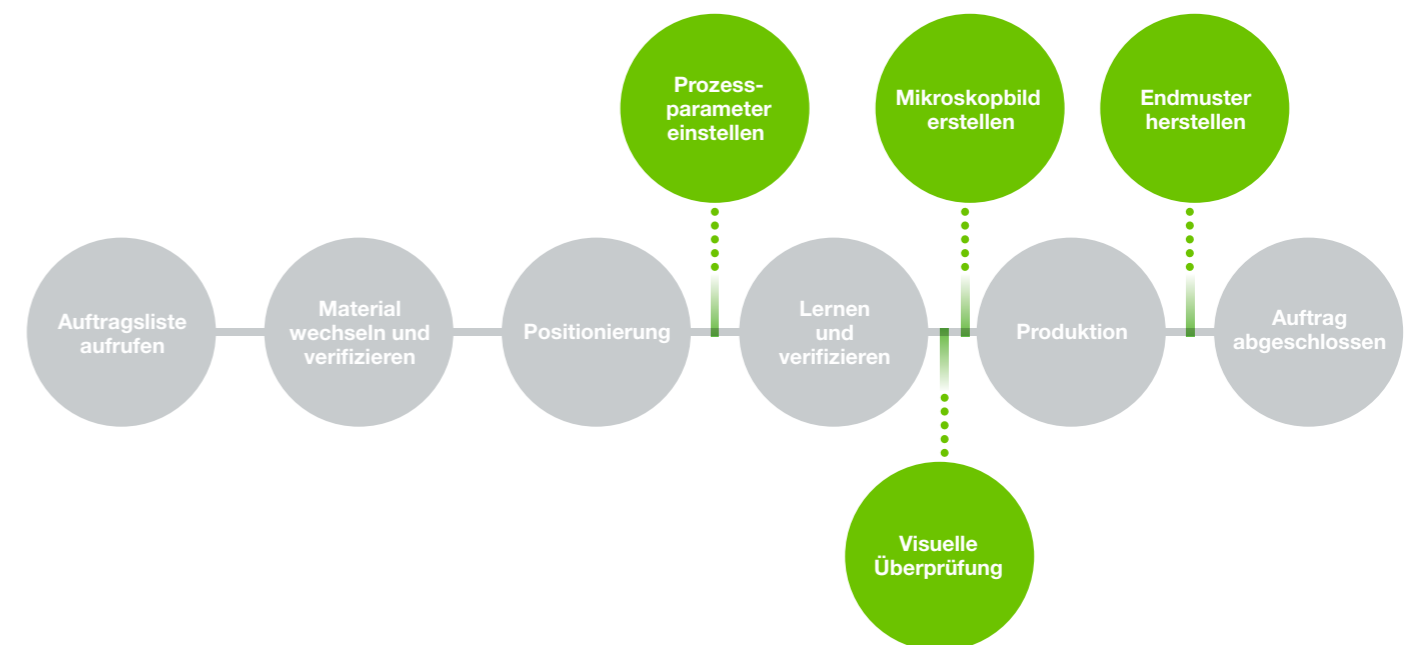 Prozess-
parameter
einstellen
Mikroskopbild
erstellen
Endmuster
herstellen
Auftragsliste
aufrufen
Material
wechseln und
verifizieren
Positionierung
Lernen
und
verifizieren
Produktion
Auftrag
abgeschlossen
Visuelle
Überprüfung